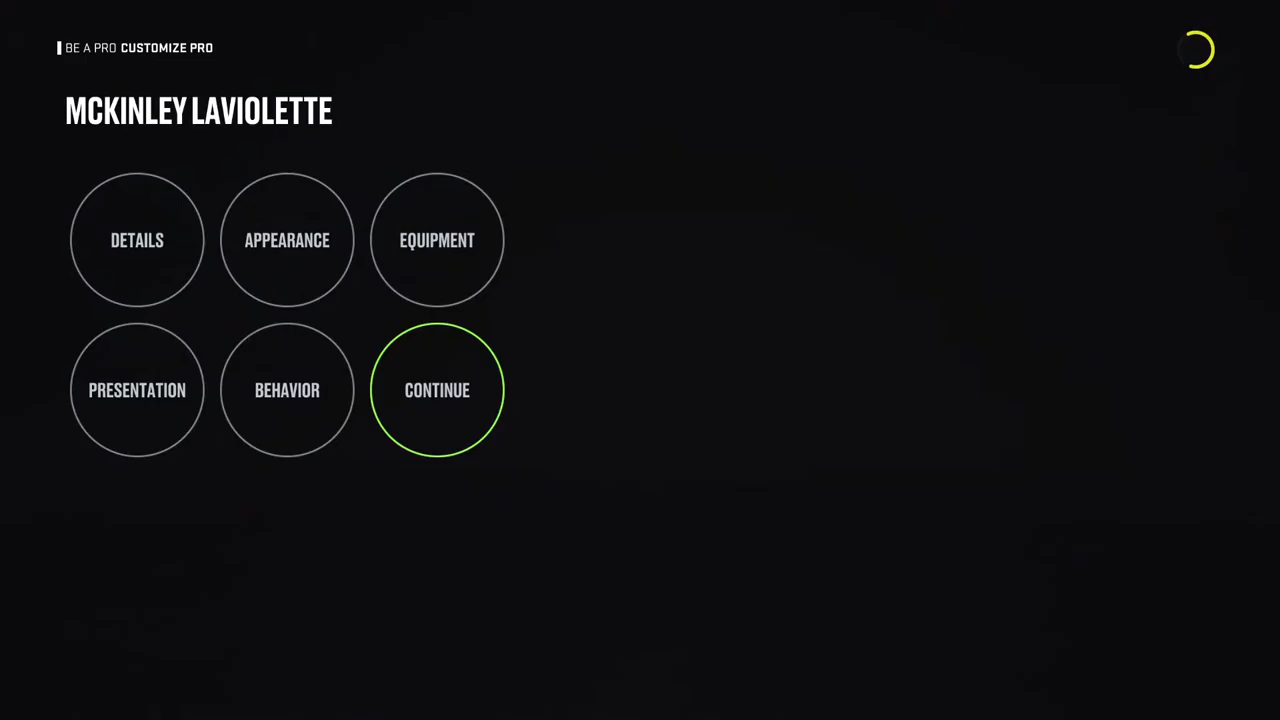 BE A PRO CUSTOMIZE PRO
MCKINLEY LAVIOLETTE
DETAILS
APPEARANCE
EQUIPMENT
PRESENTATION
BEHAVIOR
CONTINUE